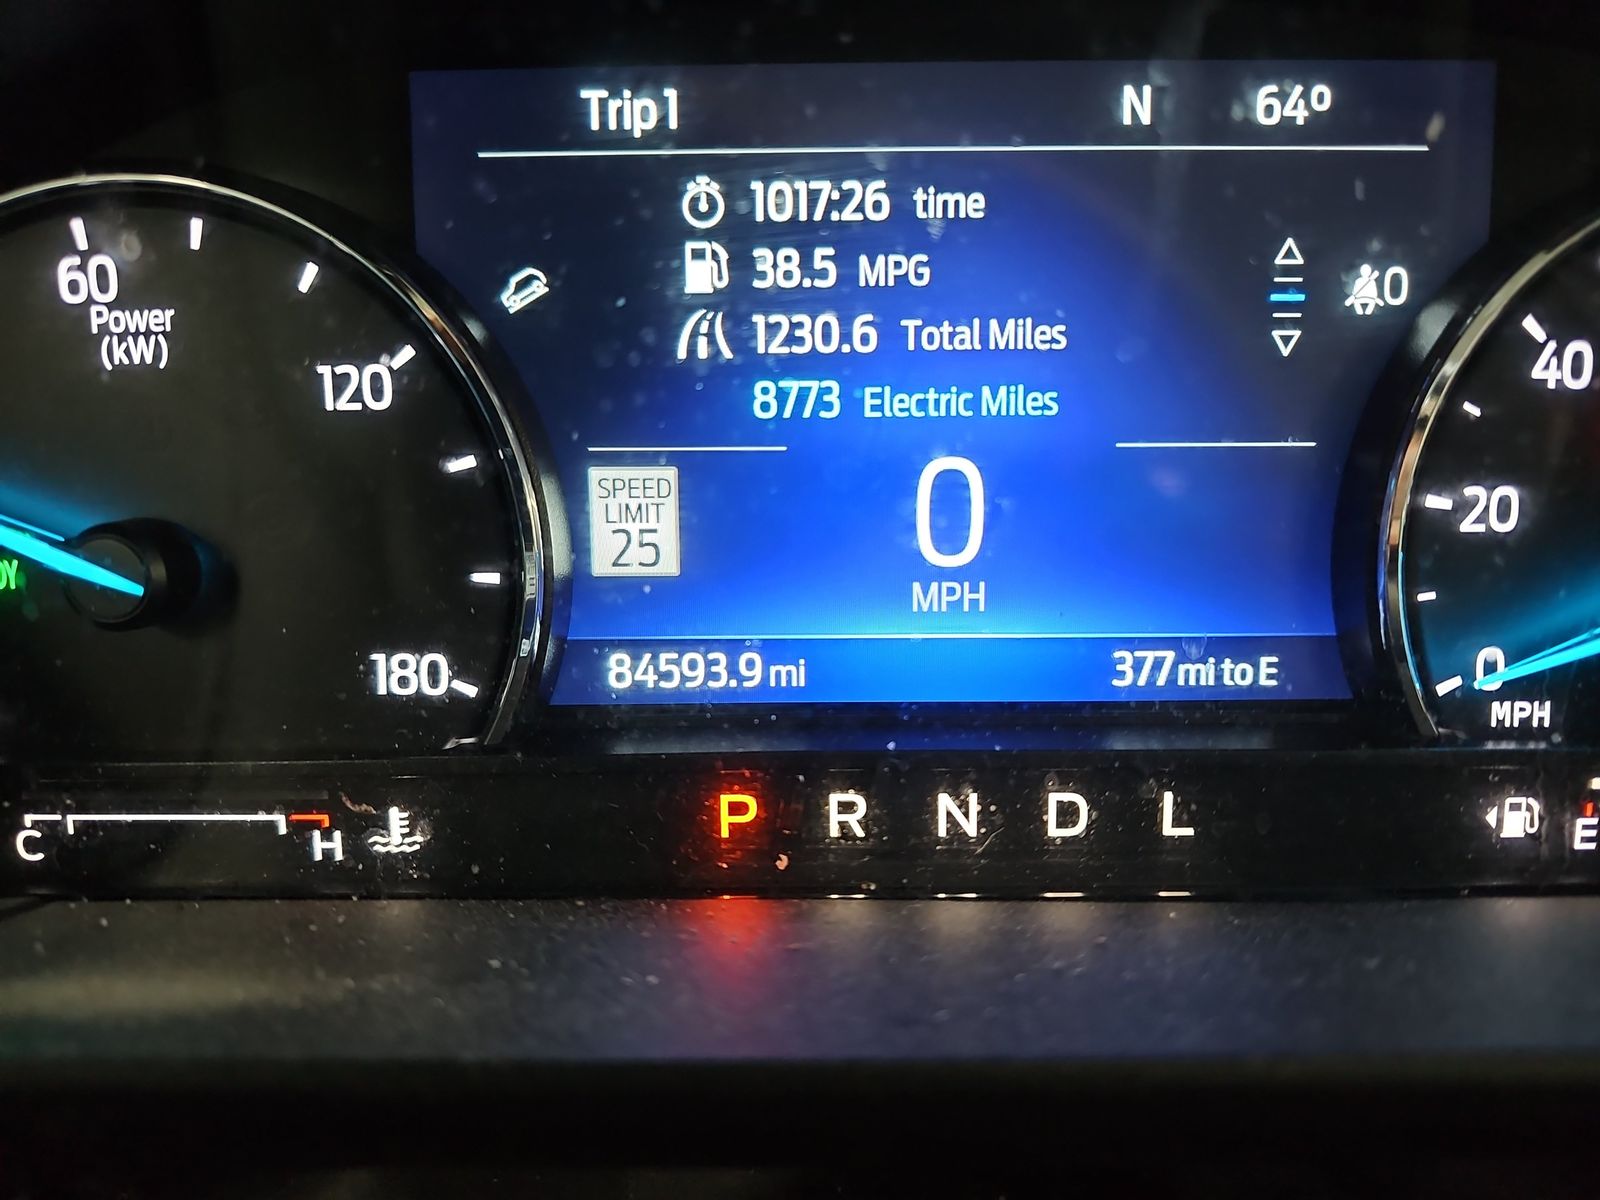 Trip 1 N 64°
1017:26 time
38.5 MPG
0
1230.6 Total Miles
8773 Electric Miles
60
Power
(kW)
120
180
SPEED
LIMIT
25
0
MPH
84593.9 mi 377 mi to E
40
20
0
MPH
DY
C H
P R N D L
E